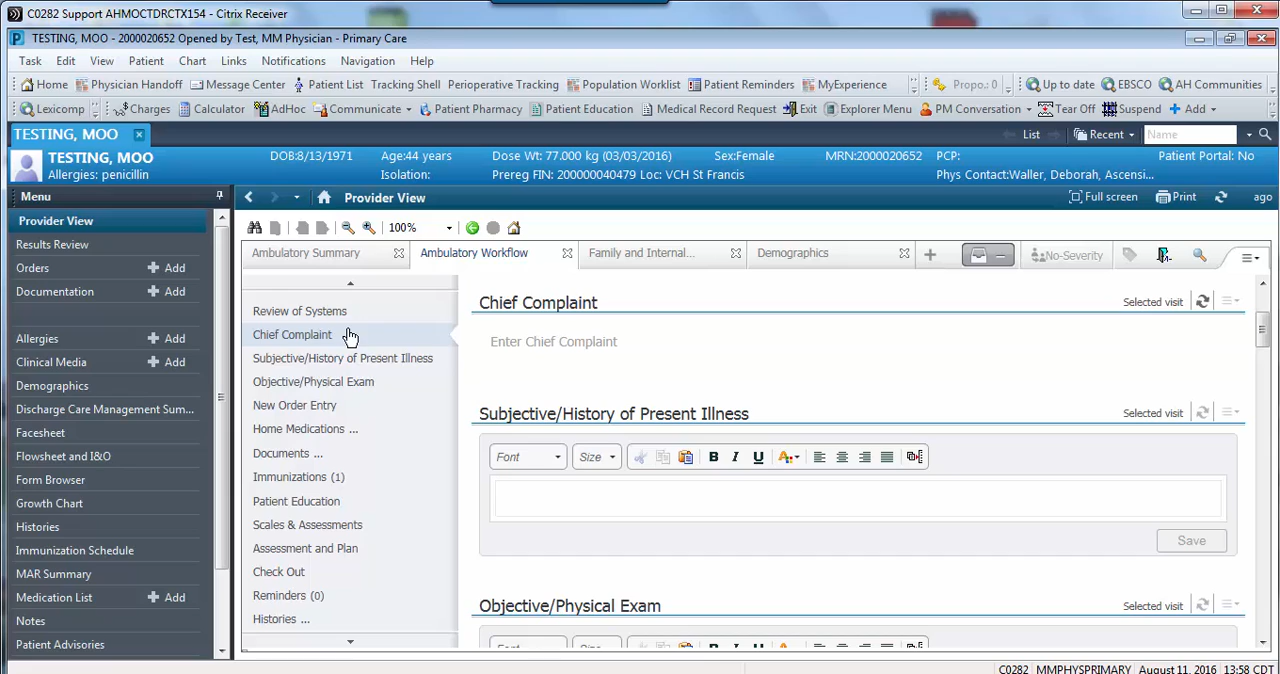 C0282 Support AHMOCTDRCTX154 - Citrix Receiver
TESTING, MOO - 2000020652 Opened by Test, MM Physician - Primary Care
Task Edit View Patient Chart Links Notifications Navigation Help
Home Physician Handoff Message Center Patient List Tracking Shell Perioperative Tracking Population Worklist Patient Reminders MyExperience Propo.: 0 Up to date EBSCO AH Communities
Lexicomp Charges Calculator AdHoc Communicate Patient Pharmacy Patient Education Medical Record Request Exit Explorer Menu PM Conversation Tear Off Suspend Add
TESTING, MOO List Recent Name
TESTING, MOO DOB:8/13/1971 Age:44 years Dose Wt: 77.000 kg (03/03/2016) Sex:Female MRN:2000020652 PCP: Patient Portal: No
Allergies: penicillin Isolation: Prereg FIN: 200000040479 Loc: VCH St Francis Phys Contact:Waller, Deborah, Ascensi...
Menu Provider View Full screen Print ago
Provider View
Results Review
Orders Add
Documentation Add
Allergies Add
Clinical Media Add
Demographics
Discharge Care Management Sum...
Facesheet
Flowsheet and I&O
Form Browser
Growth Chart
Histories
Immunization Schedule
MAR Summary
Medication List Add
Notes
Patient Advisories
100%
Ambulatory Summary Ambulatory Workflow Family and Internal... Demographics No-Severity
Review of Systems
Chief Complaint
Subjective/History of Present Illness
Objective/Physical Exam
New Order Entry
Home Medications ...
Documents ...
Immunizations (1)
Patient Education
Scales & Assessments
Assessment and Plan
Check Out
Reminders (0)
Histories ...
Chief Complaint Selected visit
Enter Chief Complaint
Subjective/History of Present Illness Selected visit
Font Size B I U A
Save
Objective/Physical Exam Selected visit
C0282 MMPHYSPRIMARY August 11, 2016 13:58 CDT